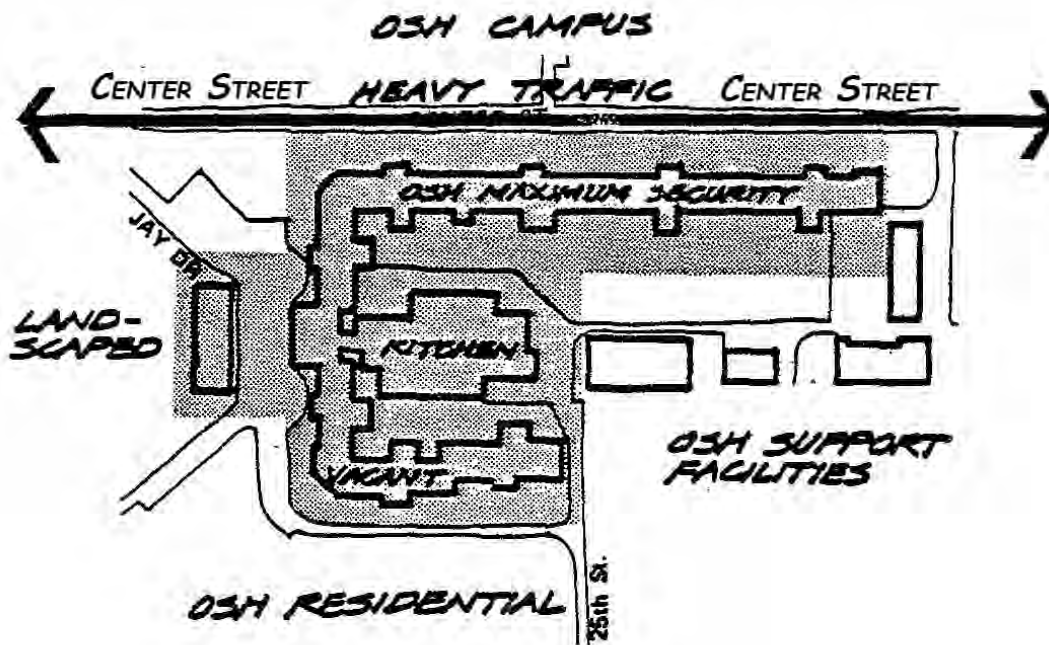 OSH CAMPUS
CENTER STREET HEAVY TRAFFIC CENTER STREET
OSH MAXIMUM SECURITY
JAY DR
LAND-
SCAPED
KITCHEN
OSH SUPPORT
FACILITIES
VACANT
OSH RESIDENTIAL
25th St.